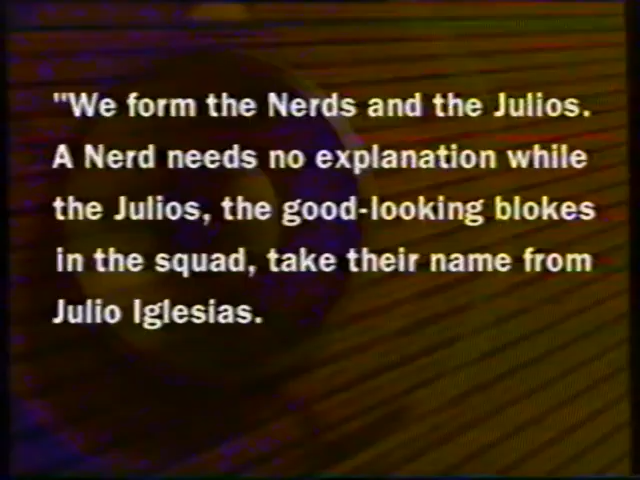 "We form the Nerds and the Julios.
A Nerd needs no explanation while
the Julios, the good-looking blokes
in the squad, take their name from
Julio Iglesias.